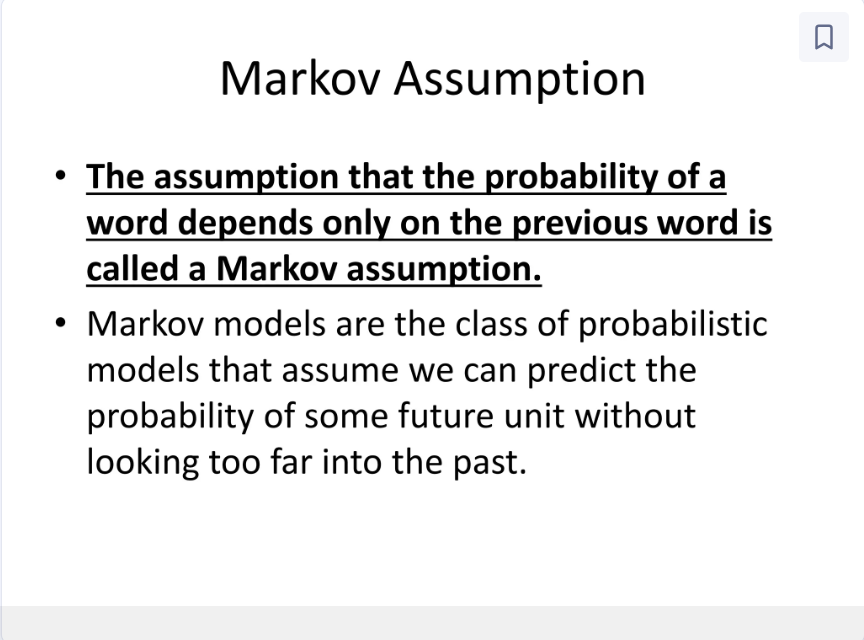 Markov Assumption
• The assumption that the probability of a
word depends only on the previous word is
called a Markov assumption.
• Markov models are the class of probabilistic
models that assume we can predict the
probability of some future unit without
looking too far into the past.